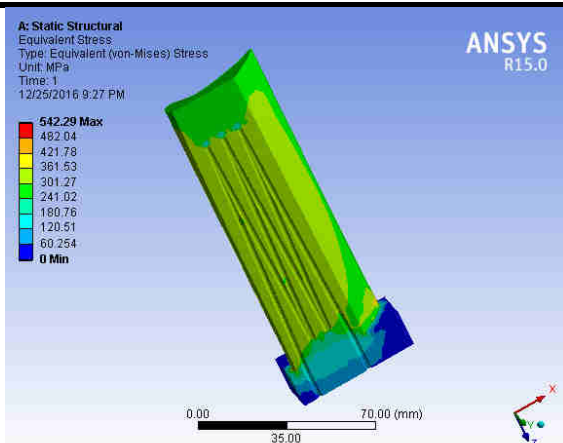 A: Static Structural
Equivalent Stress
Type: Equivalent (von-Mises) Stress
Unit: MPa
Time: 1
12/25/2016 9:27 PM
ANSYS
R15.0
542.29 Max
482.04
421.78
361.53
301.27
241.02
180.76
120.51
60.254
0 Min
0.00 70.00 (mm)
35.00
X
Y
Z